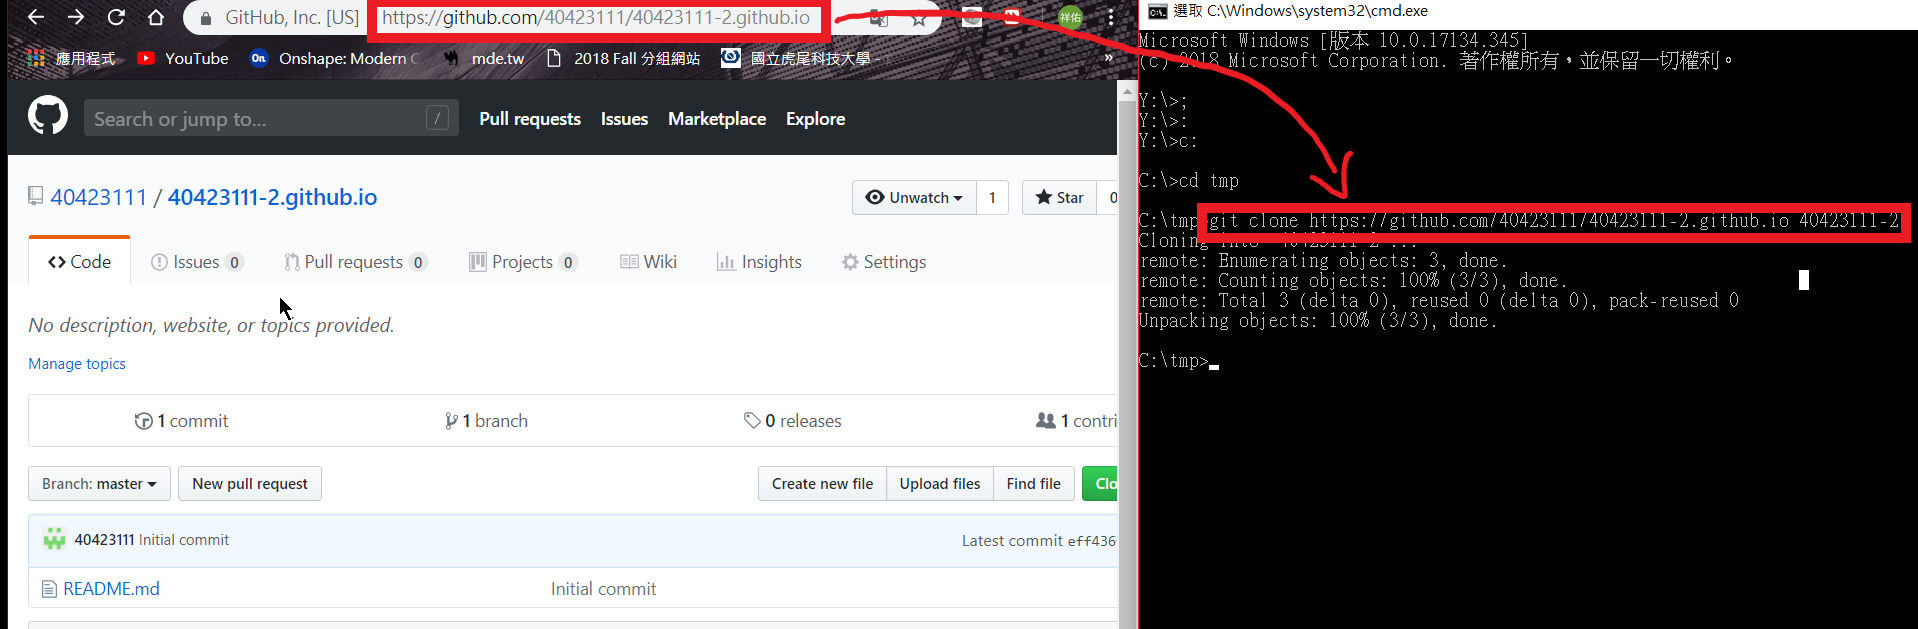 GitHub, Inc. [US]
https://github.com/40423111/40423111-2.github.io
祥佑
應用程式
YouTube
On
Onshape: Modern C
mde.tw
2018 Fall 分組網站
國立虎尾科技大學 -
»
Search or jump to...
/
Pull requests
Issues
Marketplace
Explore
40423111 / 40423111-2.github.io
Unwatch
1
Star
0
Code
Issues 0
Pull requests 0
Projects 0
Wiki
Insights
Settings
No description, website, or topics provided.
Manage topics
1 commit
1 branch
0 releases
1 contri
Branch: master
New pull request
Create new file
Upload files
Find file
Clo
40423111 Initial commit
Latest commit eff436
README.md
Initial commit
C:\.
選取 C:\Windows\system32\cmd.exe
Microsoft Windows [版本 10.0.17134.345]
(c) 2018 Microsoft Corporation. 著作權所有，並保留一切權利。
Y:\>;
Y:\>:
Y:\>c:
C:\>cd tmp
C:\tmp>git clone https://github.com/40423111/40423111-2.github.io 40423111-2
Cloning into '40423111-2'...
remote: Enumerating objects: 3, done.
remote: Counting objects: 100% (3/3), done.
remote: Total 3 (delta 0), reused 0 (delta 0), pack-reused 0
Unpacking objects: 100% (3/3), done.
C:\tmp>